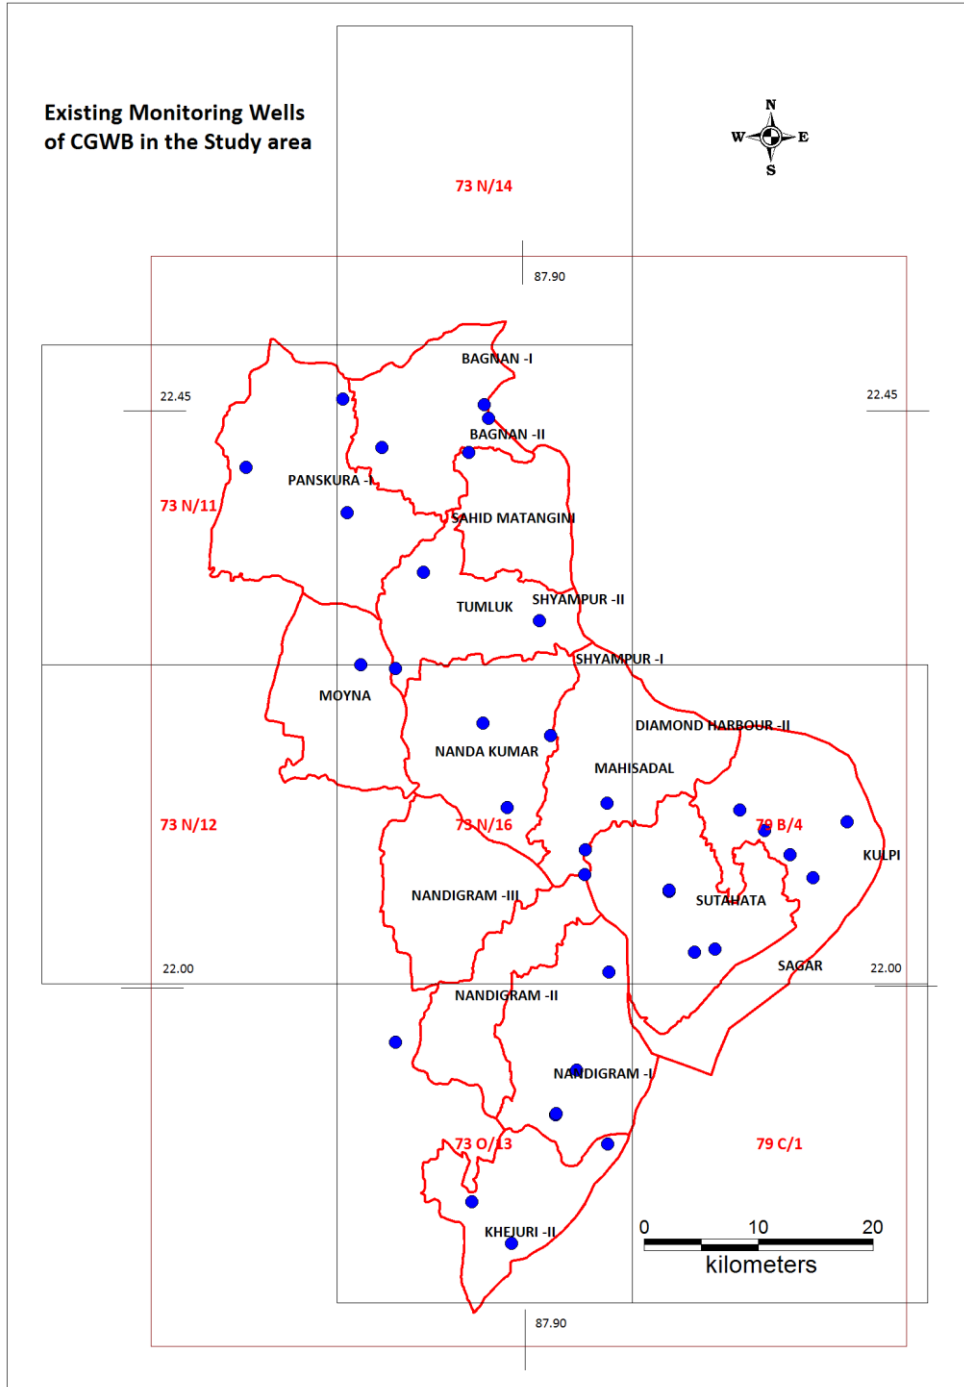 Existing Monitoring Wells
of CGWB in the Study area
N
W E
S
73 N/14
87.90
BAGNAN -I
22.45
22.45
BAGNAN -II
PANSKURA -I
73 N/11
SAHID MATANGINI
SHYAMPUR -II
TUMLUK
SHYAMPUR -I
MOYNA
DIAMOND HARBOUR -II
NANDA KUMAR
MAHISADAL
73 N/12
73 N/16
79 B/4
KULPI
NANDIGRAM -III
SUTAHATA
SAGAR
22.00
22.00
NANDIGRAM -II
NANDIGRAM -I
73 O/13
79 C/1
KHEJURI -II
0 10 20
kilometers
87.90